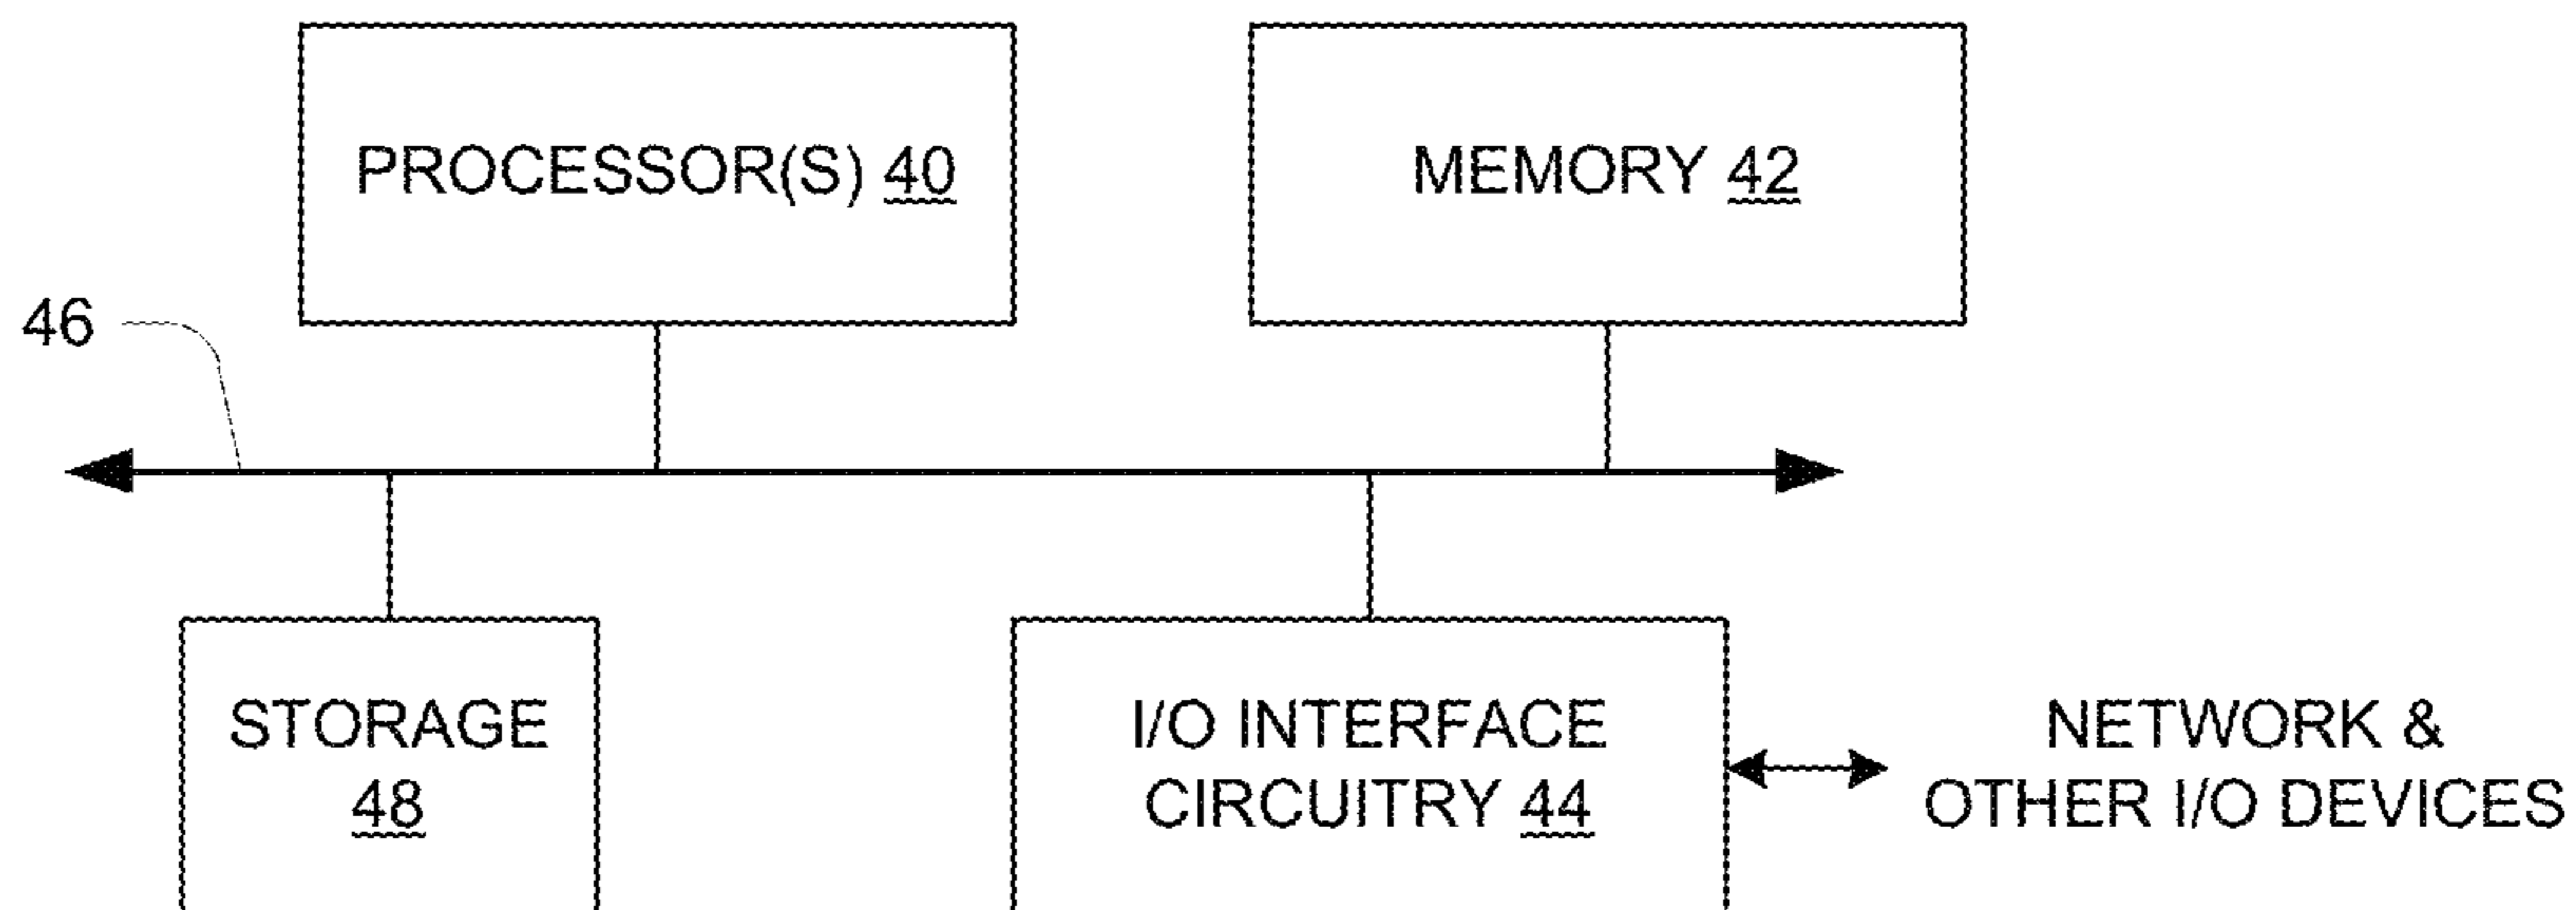 PROCESSOR(S) 40
MEMORY 42
46
STORAGE
48
I/O INTERFACE
CIRCUITRY 44
NETWORK &
OTHER I/O DEVICES